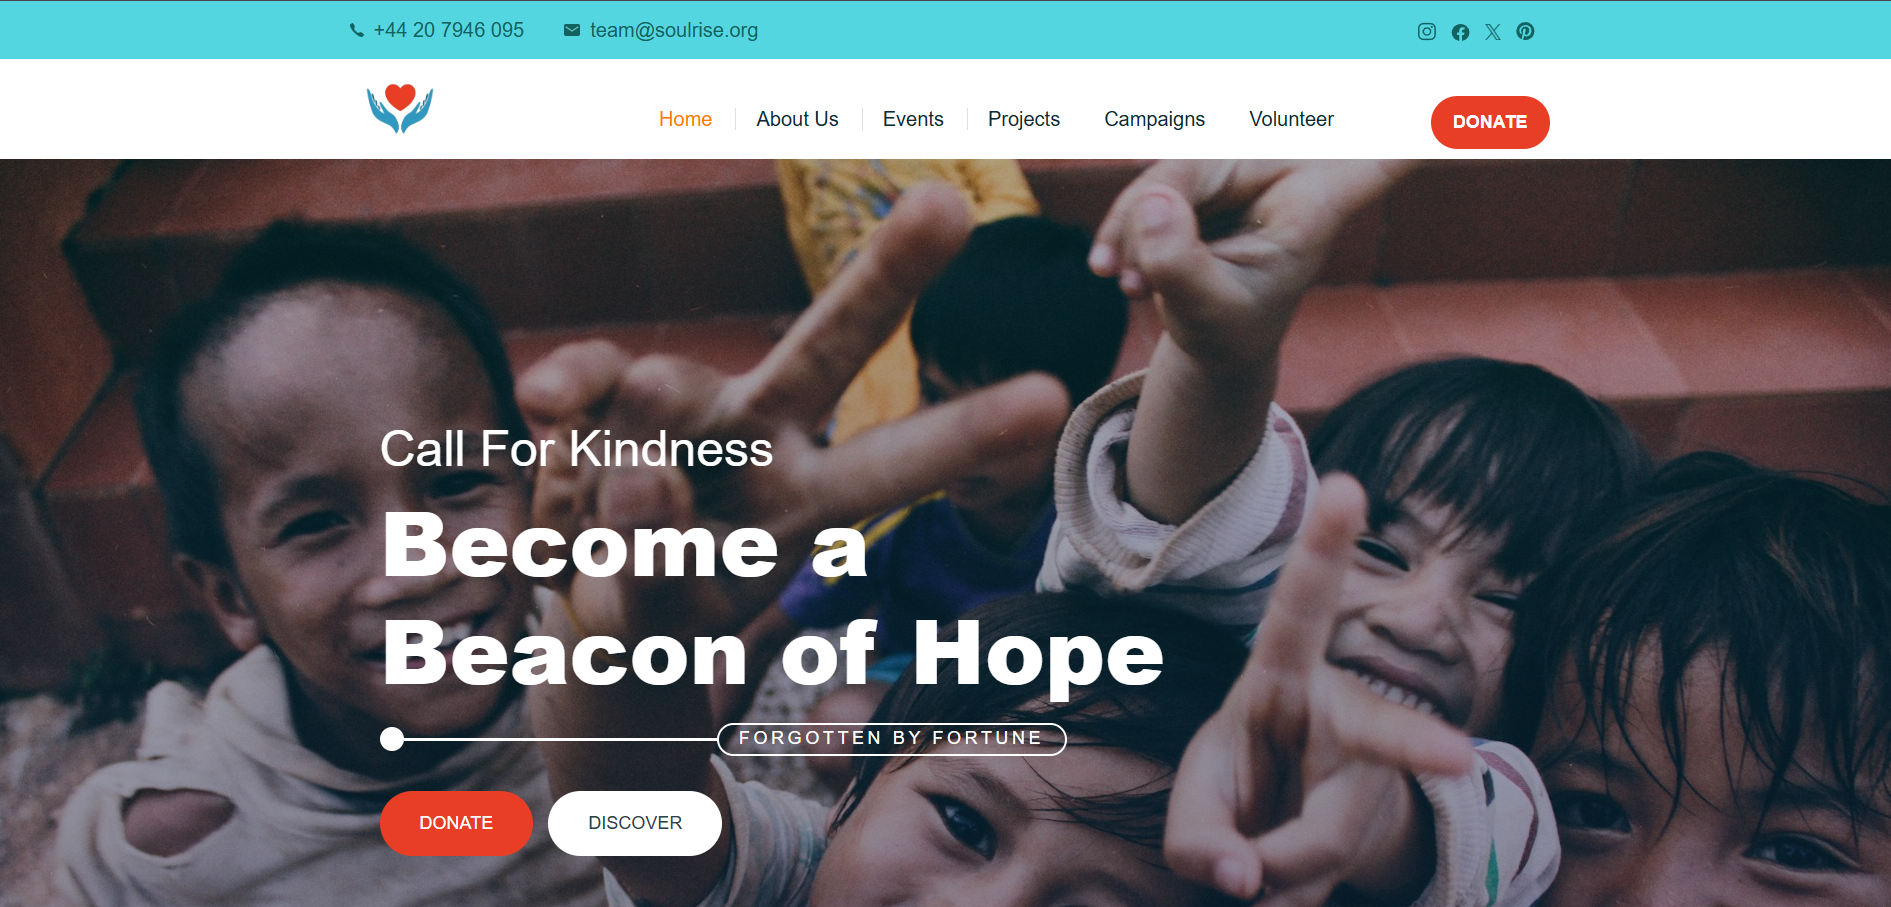 +44 20 7946 095 team@soulrise.org
Home About Us Events Projects Campaigns Volunteer DONATE
Call For Kindness
Become a
Beacon of Hope
FORGOTTEN BY FORTUNE
DONATE DISCOVER